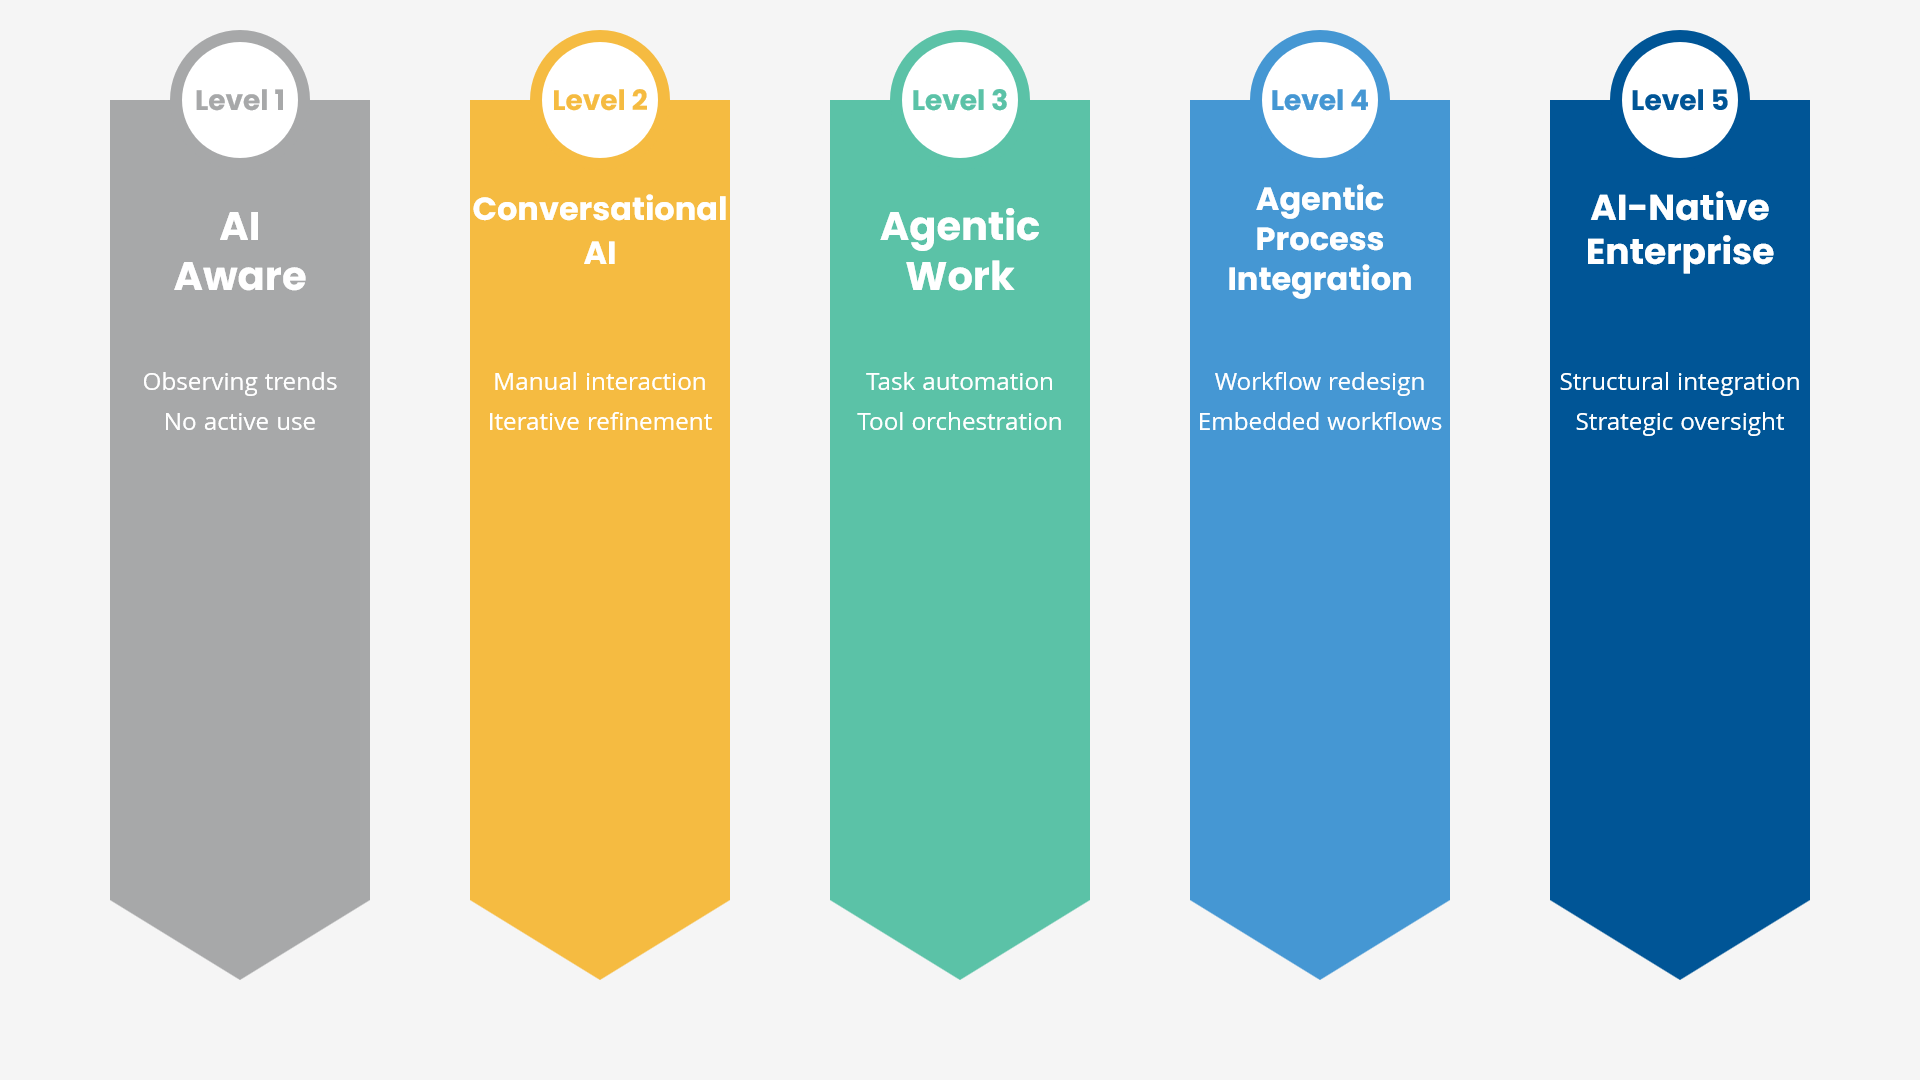 Level 1
AI
Aware
Observing trends
No active use
Level 2
Conversational
AI
Manual interaction
Iterative refinement
Level 3
Agentic
Work
Task automation
Tool orchestration
Level 4
Agentic
Process
Integration
Workflow redesign
Embedded workflows
Level 5
AI-Native
Enterprise
Structural integration
Strategic oversight